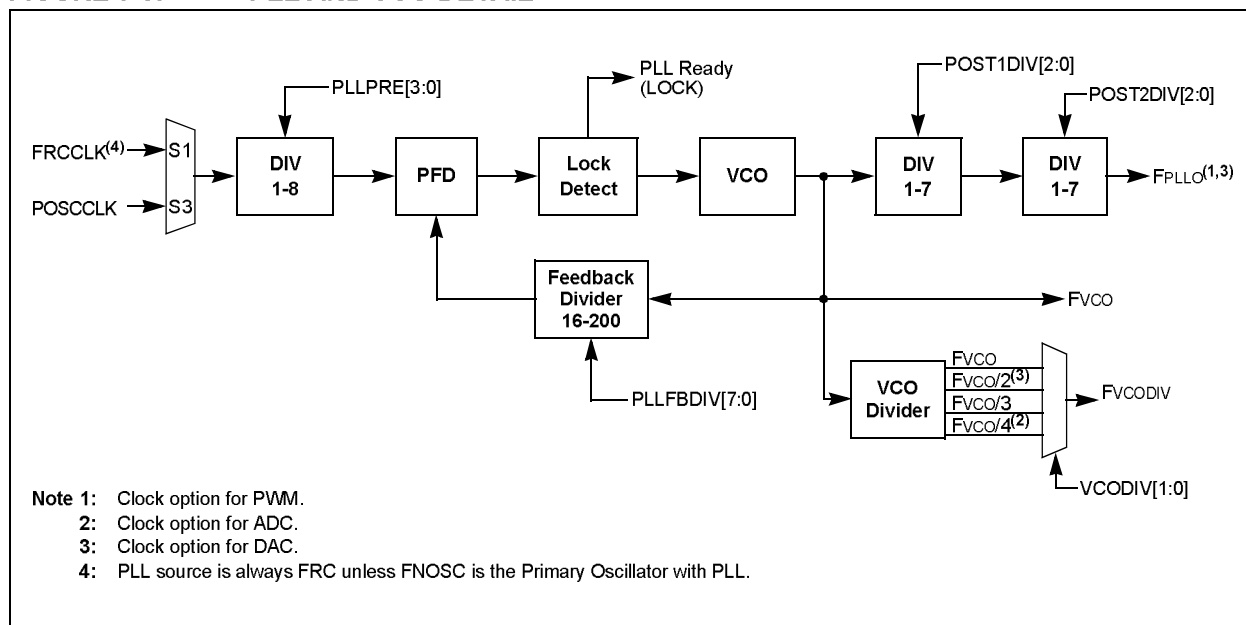 PLL Ready
(LOCK)
POST1DIV[2:0]
PLLPRE[3:0]
POST2DIV[2:0]
FRCCLK(4)
S1
DIV
1-8
PFD
Lock
Detect
VCO
DIV
1-7
DIV
1-7
FPLLO(1,3)
POSCCLK
S3
Feedback
Divider
16-200
FVCO
PLLFBDIV[7:0]
VCO
Divider
FVCO
FVCO/2(3)
FVCO/3
FVCO/4(2)
FVCODIV
VCODIV[1:0]
Note 1: Clock option for PWM.
2: Clock option for ADC.
3: Clock option for DAC.
4: PLL source is always FRC unless FNOSC is the Primary Oscillator with PLL.